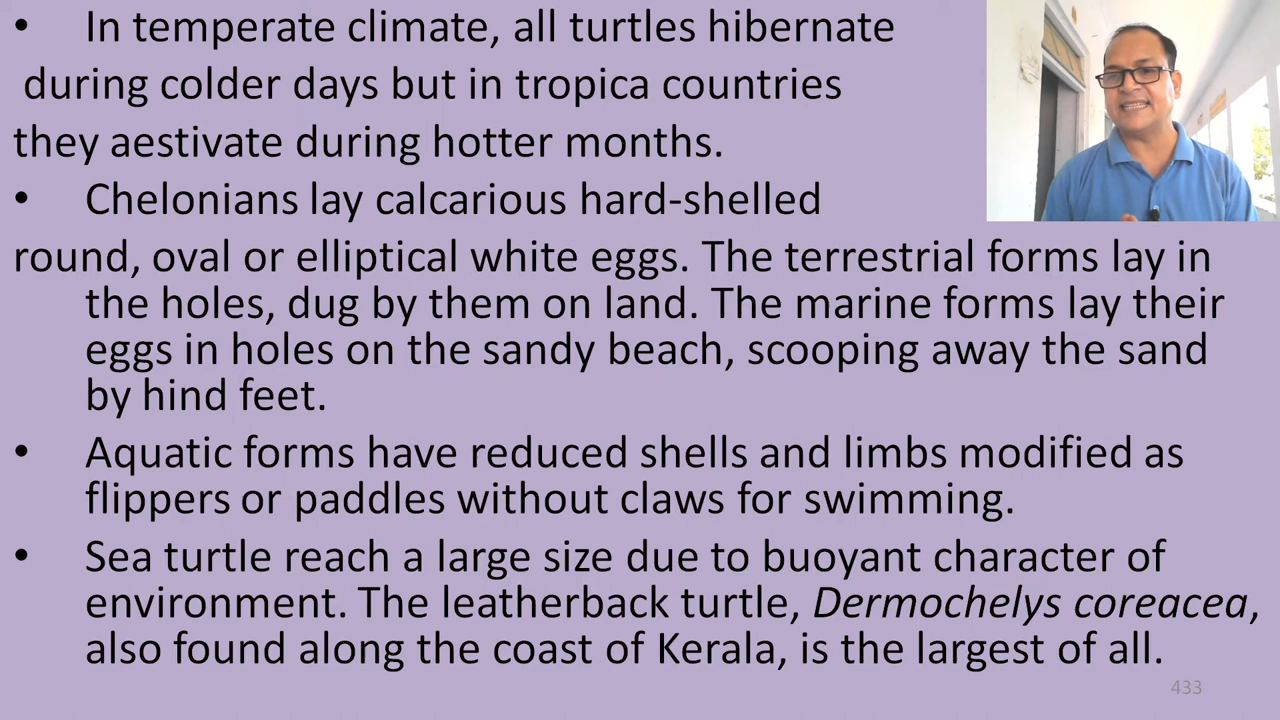 • In temperate climate, all turtles hibernate
during colder days but in tropica countries
they aestivate during hotter months.
• Chelonians lay calcarious hard-shelled
round, oval or elliptical white eggs. The terrestrial forms lay in
the holes, dug by them on land. The marine forms lay their
eggs in holes on the sandy beach, scooping away the sand
by hind feet.
• Aquatic forms have reduced shells and limbs modified as
flippers or paddles without claws for swimming.
• Sea turtle reach a large size due to buoyant character of
environment. The leatherback turtle, Dermochelys coreacea,
also found along the coast of Kerala, is the largest of all.
433